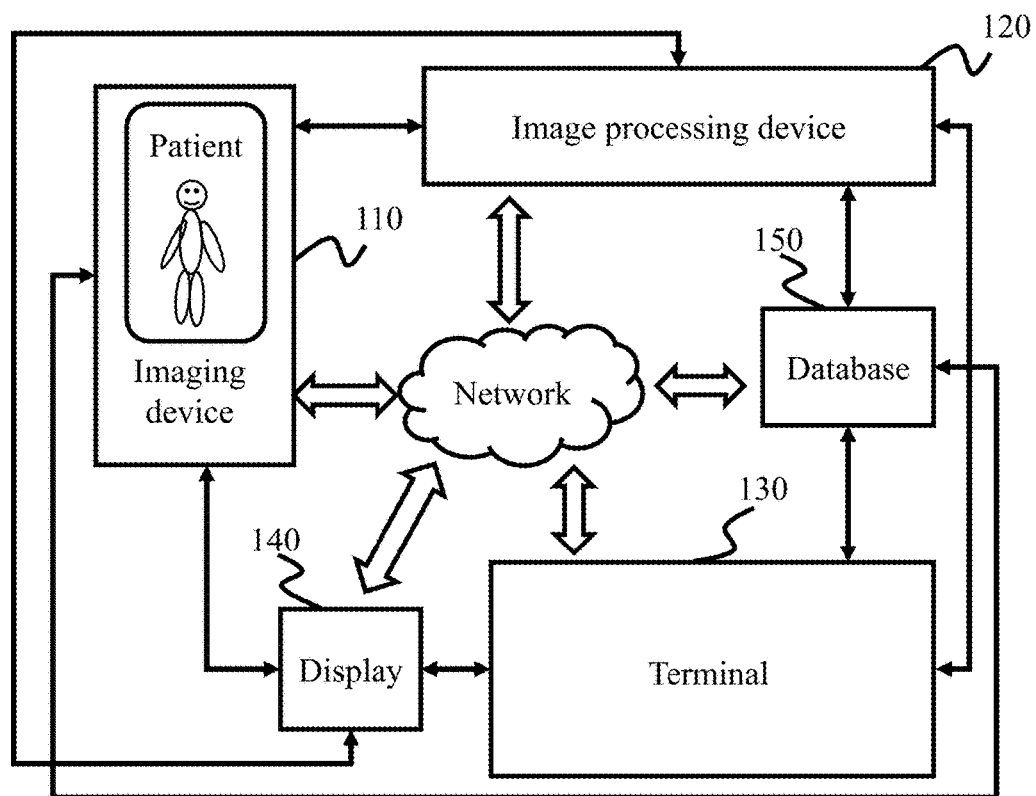 120
Image processing device
Patient
110
Imaging
device
150
Database
Network
130
140
Display
Terminal